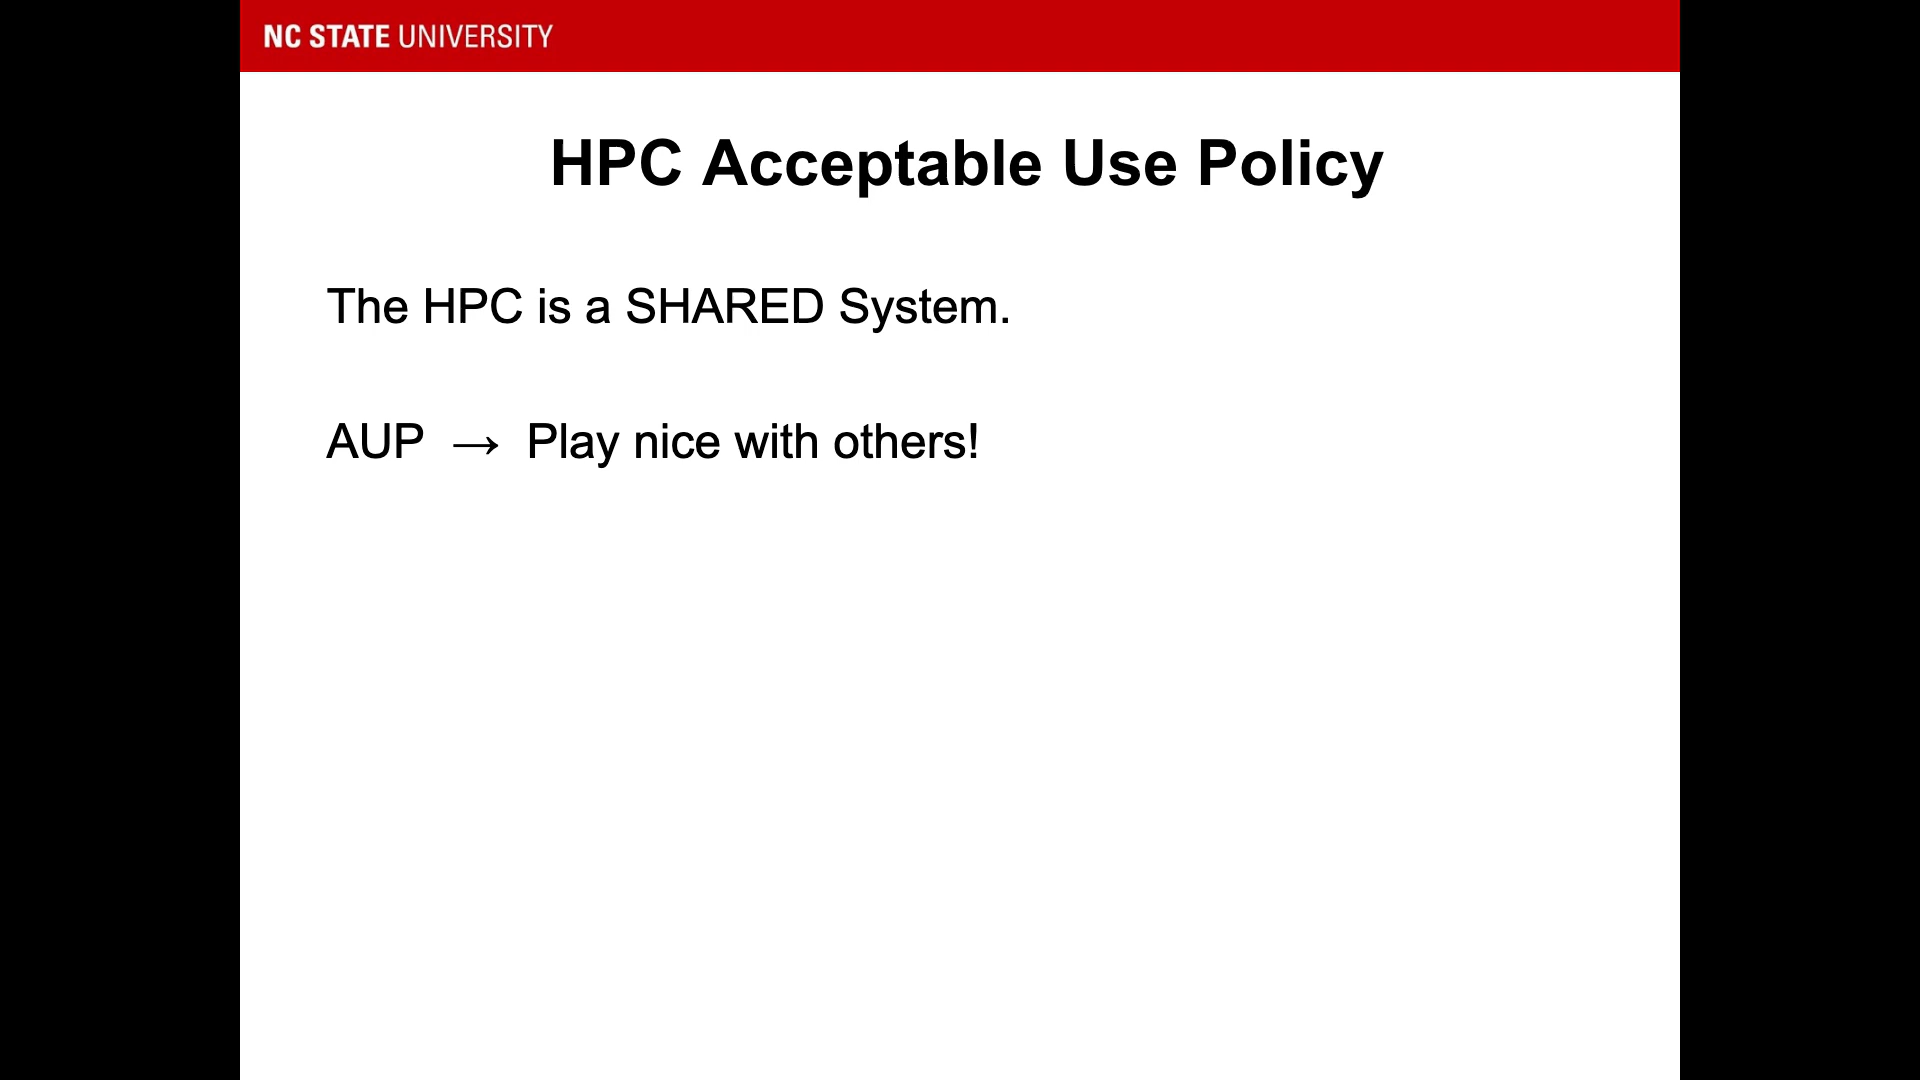 NC STATE UNIVERSITY
HPC Acceptable Use Policy
The HPC is a SHARED System.
AUP → Play nice with others!